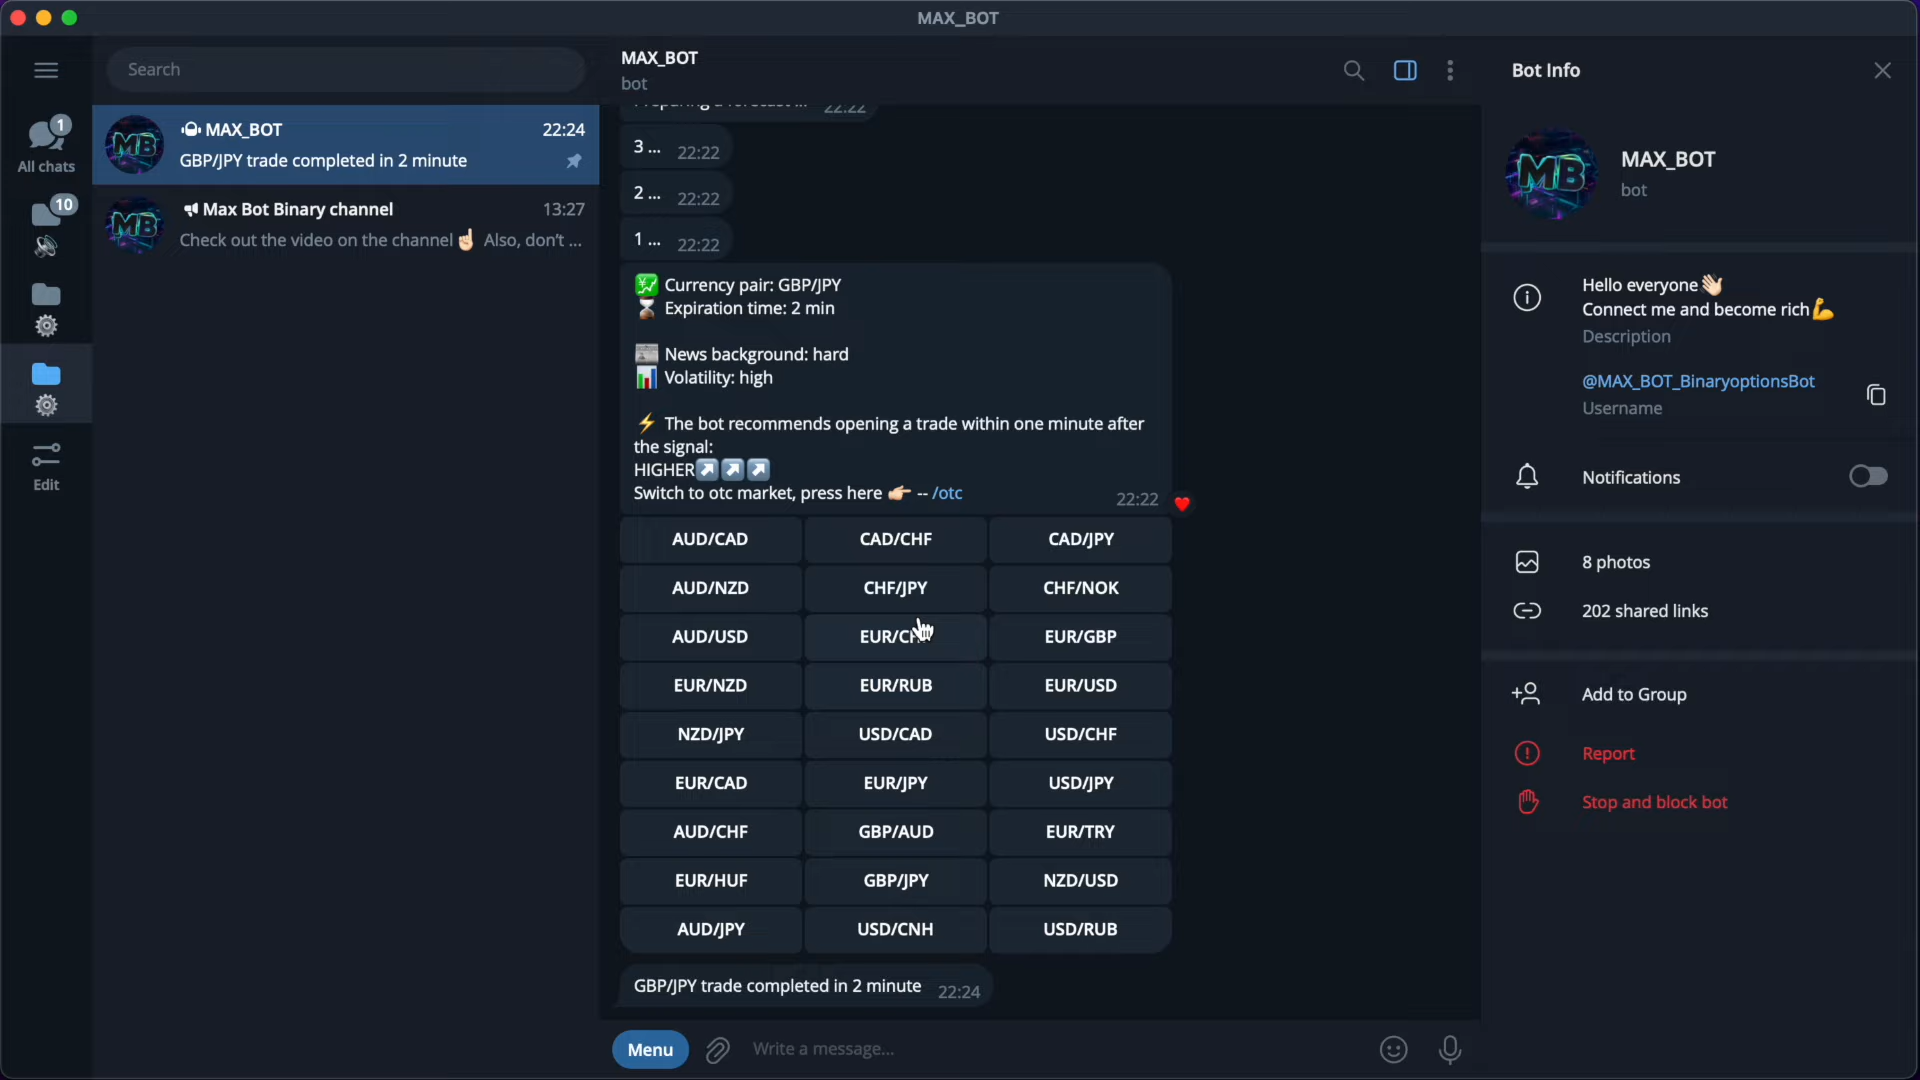 MAX_BOT
Search
All chats
1
10
Edit
MAX_BOT
22:24
GBP/JPY trade completed in 2 minute
Max Bot Binary channel
13:27
Check out the video on the channel☝🏻 Also, don't ...
MAX_BOT
bot
22:22
3 ... 22:22
2 ... 22:22
1 ... 22:22
💹 Currency pair: GBP/JPY
⏳ Expiration time: 2 min
📰 News background: hard
📊 Volatility: high
⚡ The bot recommends opening a trade within one minute after
the signal:
HIGHER↗️↗️↗️
Switch to otc market, press here 👉🏻 -- /otc
22:22
AUD/CAD CAD/CHF CAD/JPY
AUD/NZD CHF/JPY CHF/NOK
AUD/USD EUR/GBP
EUR/NZD EUR/RUB EUR/USD
NZD/JPY USD/CAD USD/CHF
EUR/CAD EUR/JPY USD/JPY
AUD/CHF GBP/AUD EUR/TRY
EUR/HUF GBP/JPY NZD/USD
AUD/JPY USD/CNH USD/RUB
GBP/JPY trade completed in 2 minute 22:24
Menu
Write a message...
Bot Info
MAX_BOT
bot
MB
Hello everyone👋🏻
Connect me and become rich💪🏼
Description
@MAX_BOT_BinaryoptionsBot
Username
Notifications
8 photos
202 shared links
Add to Group
Report
Stop and block bot